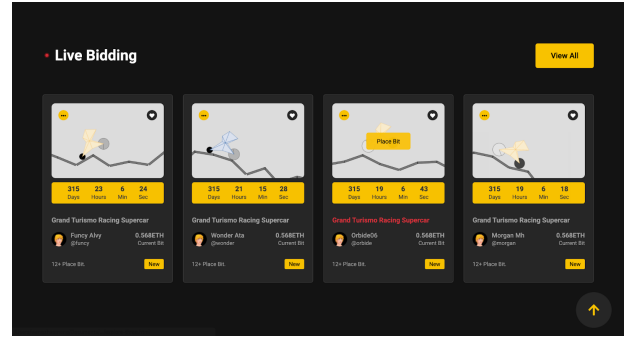 Live Bidding
View All
Place Bit
315 23 6 24
Days Hours Min Sec
315 21 15 28
Days Hours Min Sec
315 19 6 43
Days Hours Min Sec
315 19 6 18
Days Hours Min Sec
Grand Turismo Racing Supercar
Grand Turismo Racing Supercar
Grand Turismo Racing Supercar
Grand Turismo Racing Supercar
Funcy Alvy 0.568ETH
@funcy Current Bit
Wonder Ata 0.568ETH
@wonder Current Bit
Orbide06 0.568ETH
@orbide Current Bit
Morgan Mh 0.568ETH
@morgan Current Bit
12+ Place Bit. New
12+ Place Bit. New
12+ Place Bit. New
12+ Place Bit. New